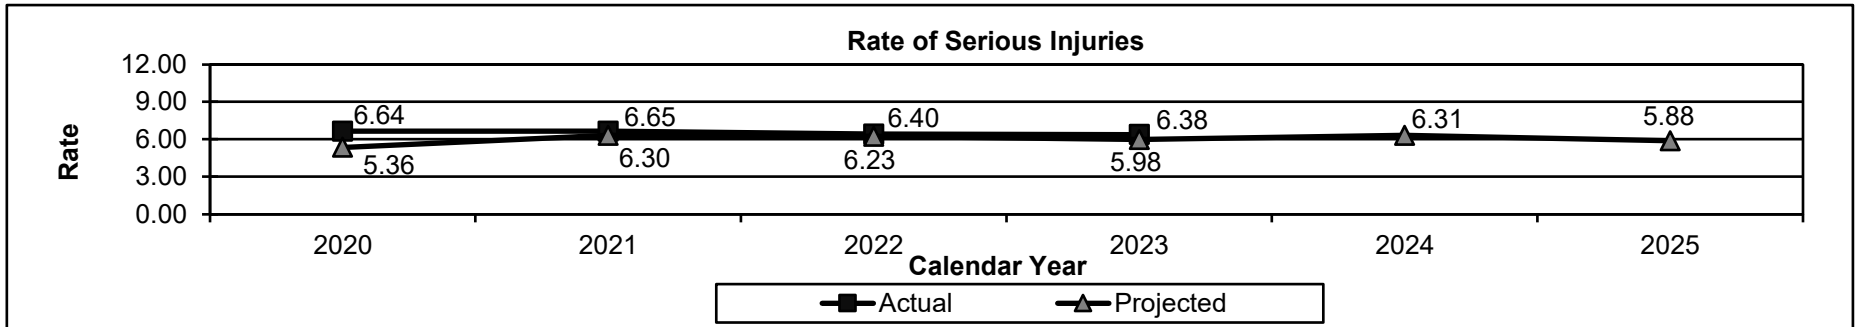 Rate of Serious Injuries
12.00
9.00
6.00
3.00
0.00
Rate
6.64 6.65 6.40 6.38 6.31 5.88
5.36 6.30 6.23 5.98
2020 2021 2022 2023 2024 2025
Calendar Year
Actual Projected